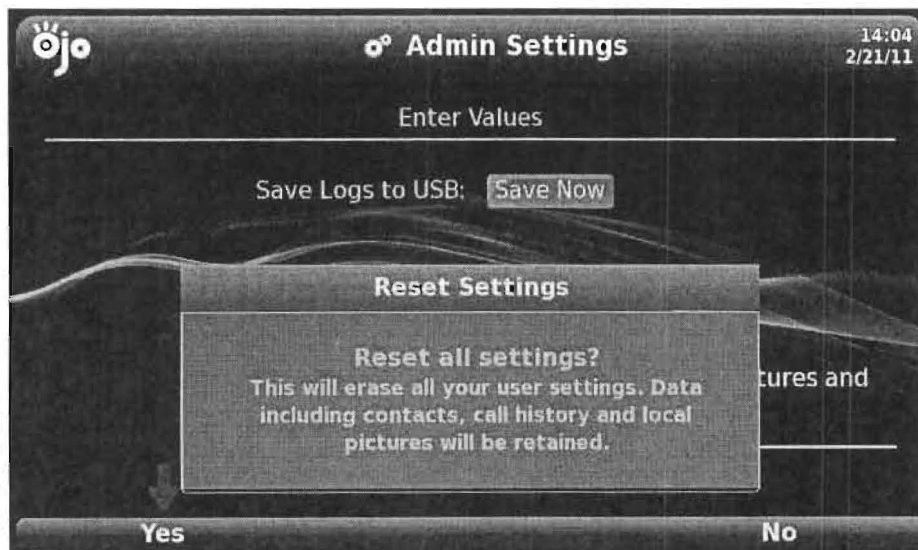 ojo
Admin Settings
14:04
2/21/11
Enter Values
Save Logs to USB: Save Now
Reset Settings
Reset all settings?
This will erase all your user settings. Data
including contacts, call history and local
pictures will be retained.
tures and
Yes
No